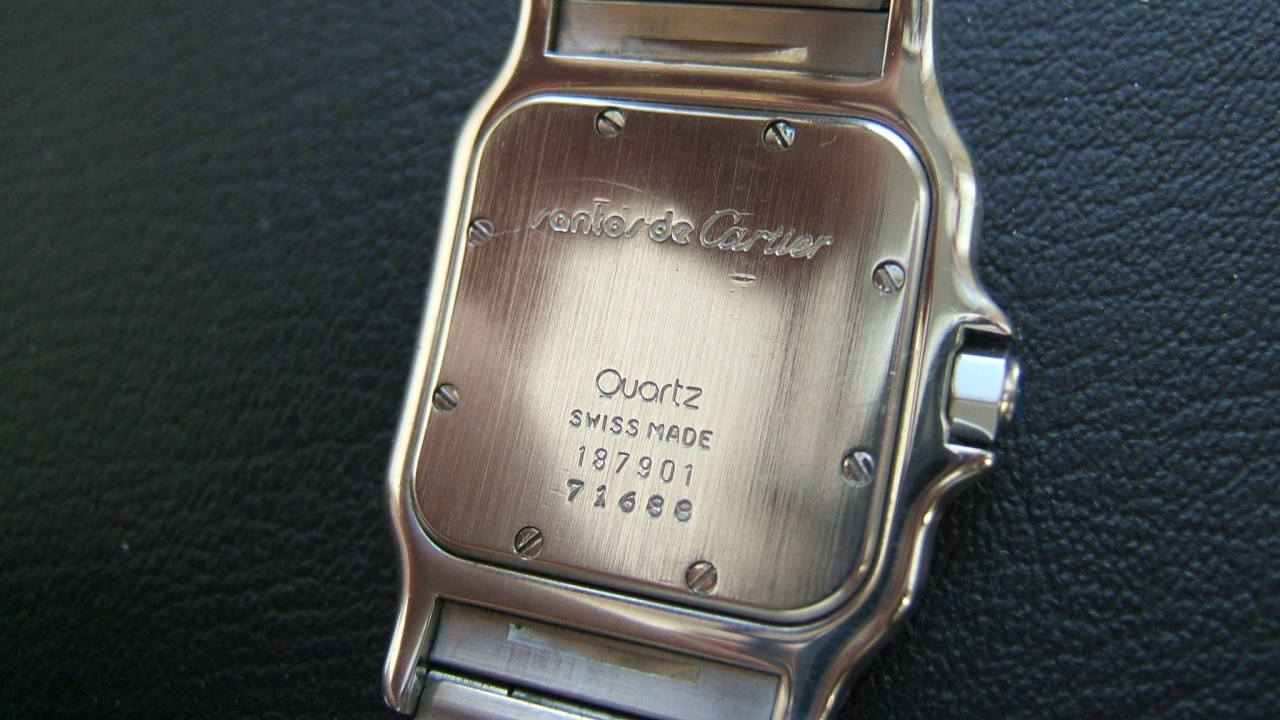 santos de Cartier
Quartz
SWISS MADE
187901
71688